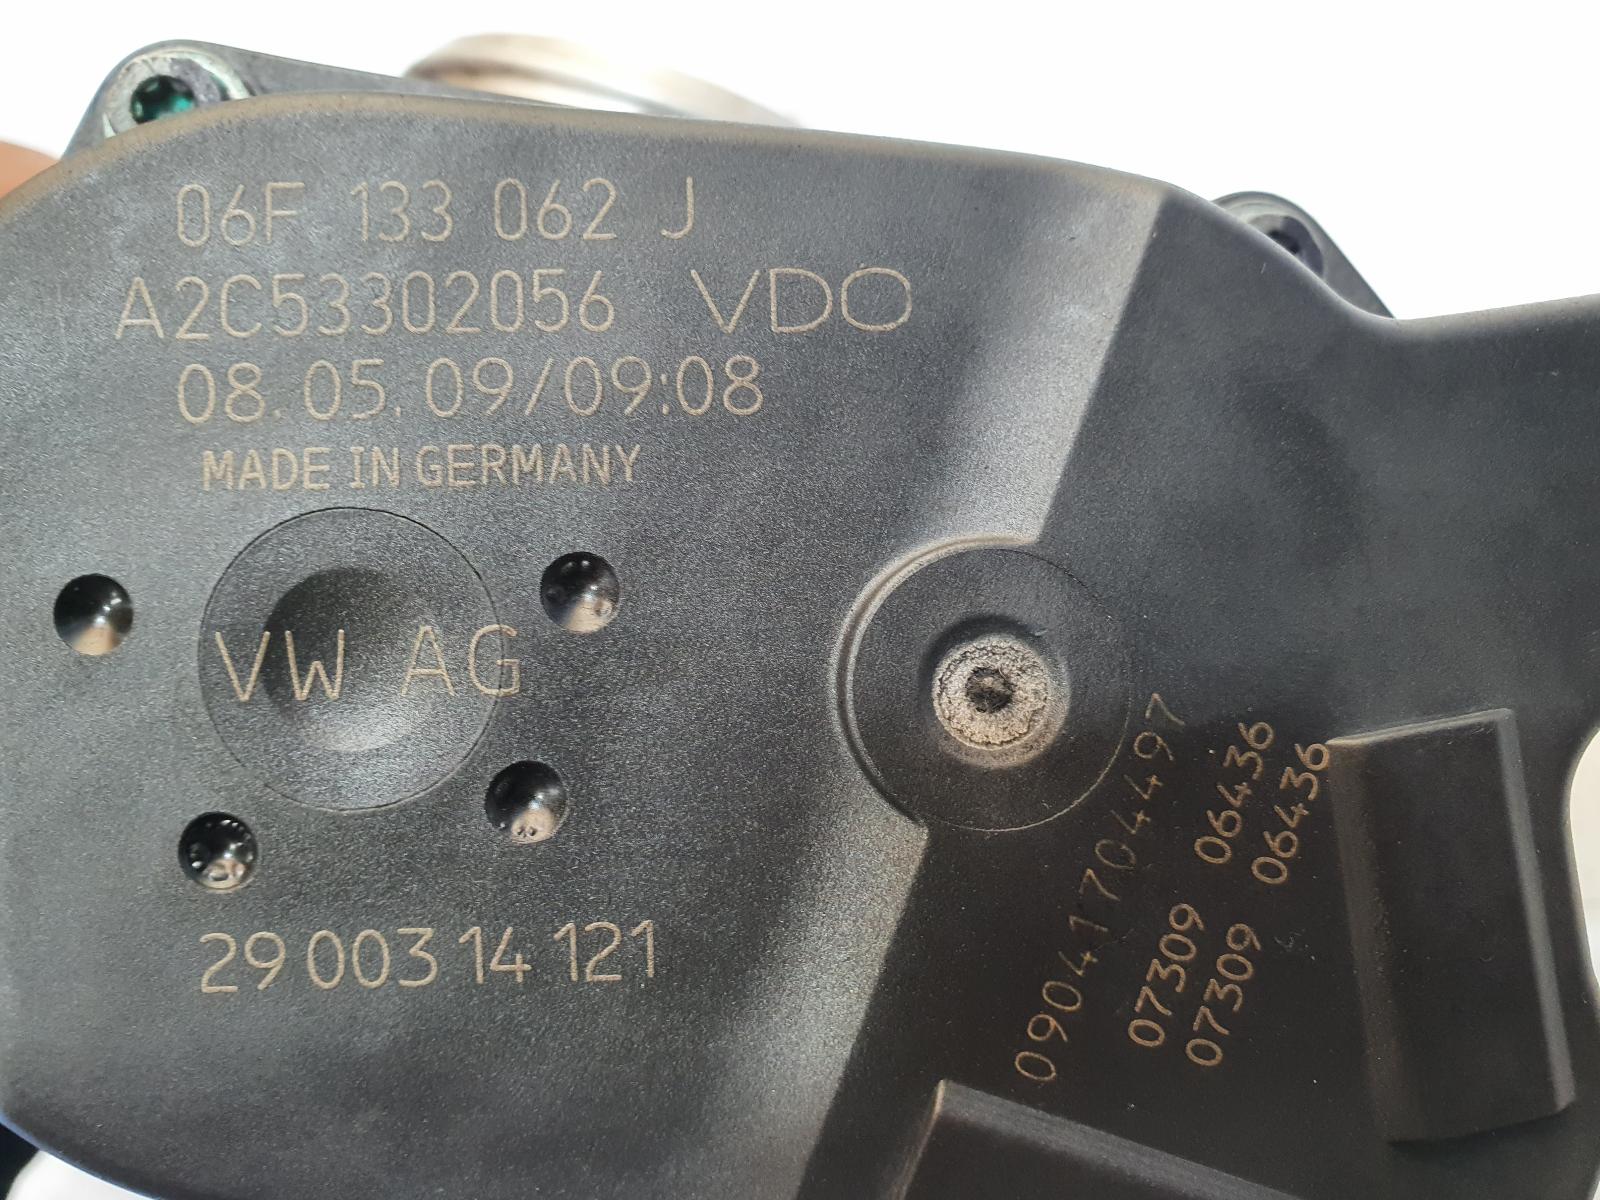 06F 133 062 J
A2C53302056 VDO
08.05.09/09:08
MADE IN GERMANY
VW AG
29 003 14 121
09041704497
07309 06436
07309 06436